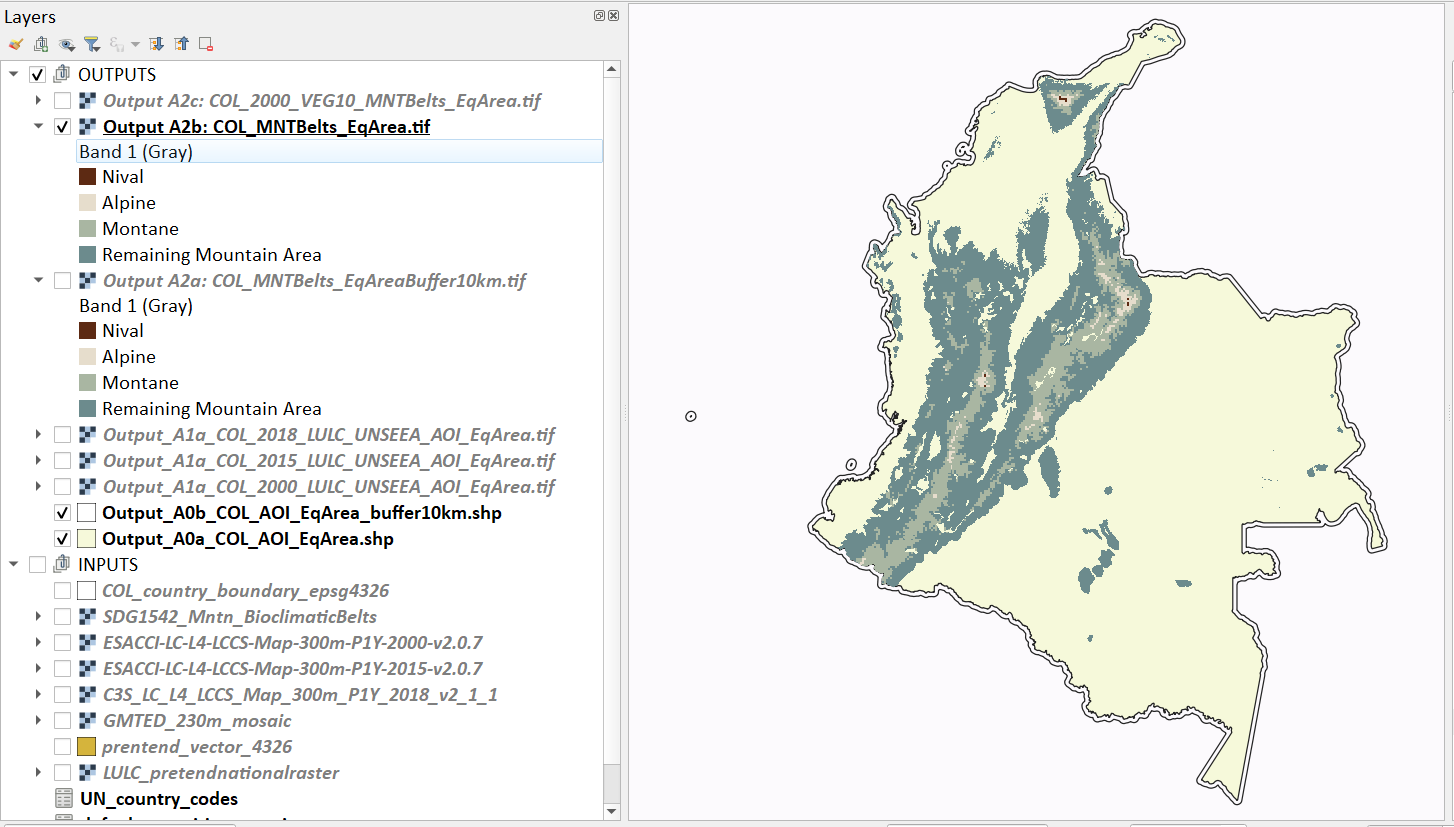 Layers
OUTPUTS
Output A2c: COL_2000_VEG10_MNTBelts_EqArea.tif
Output A2b: COL_MNTBelts_EqArea.tif
Band 1 (Gray)
Nival
Alpine
Montane
Remaining Mountain Area
Output A2a: COL_MNTBelts_EqAreaBuffer10km.tif
Band 1 (Gray)
Nival
Alpine
Montane
Remaining Mountain Area
Output_A1a_COL_2018_LULC_UNSEEA_AOI_EqArea.tif
Output_A1a_COL_2015_LULC_UNSEEA_AOI_EqArea.tif
Output_A1a_COL_2000_LULC_UNSEEA_AOI_EqArea.tif
Output_A0b_COL_AOI_EqArea_buffer10km.shp
Output_A0a_COL_AOI_EqArea.shp
INPUTS
COL_country_boundary_epsg4326
SDG1542_Mntn_BioclimaticBelts
ESACCI-LC-L4-LCCS-Map-300m-P1Y-2000-v2.0.7
ESACCI-LC-L4-LCCS-Map-300m-P1Y-2015-v2.0.7
C3S_LC_L4_LCCS_Map_300m_P1Y_2018_v2_1_1
GMTED_230m_mosaic
prentend_vector_4326
LULC_pretendnationalraster
UN_country_codes